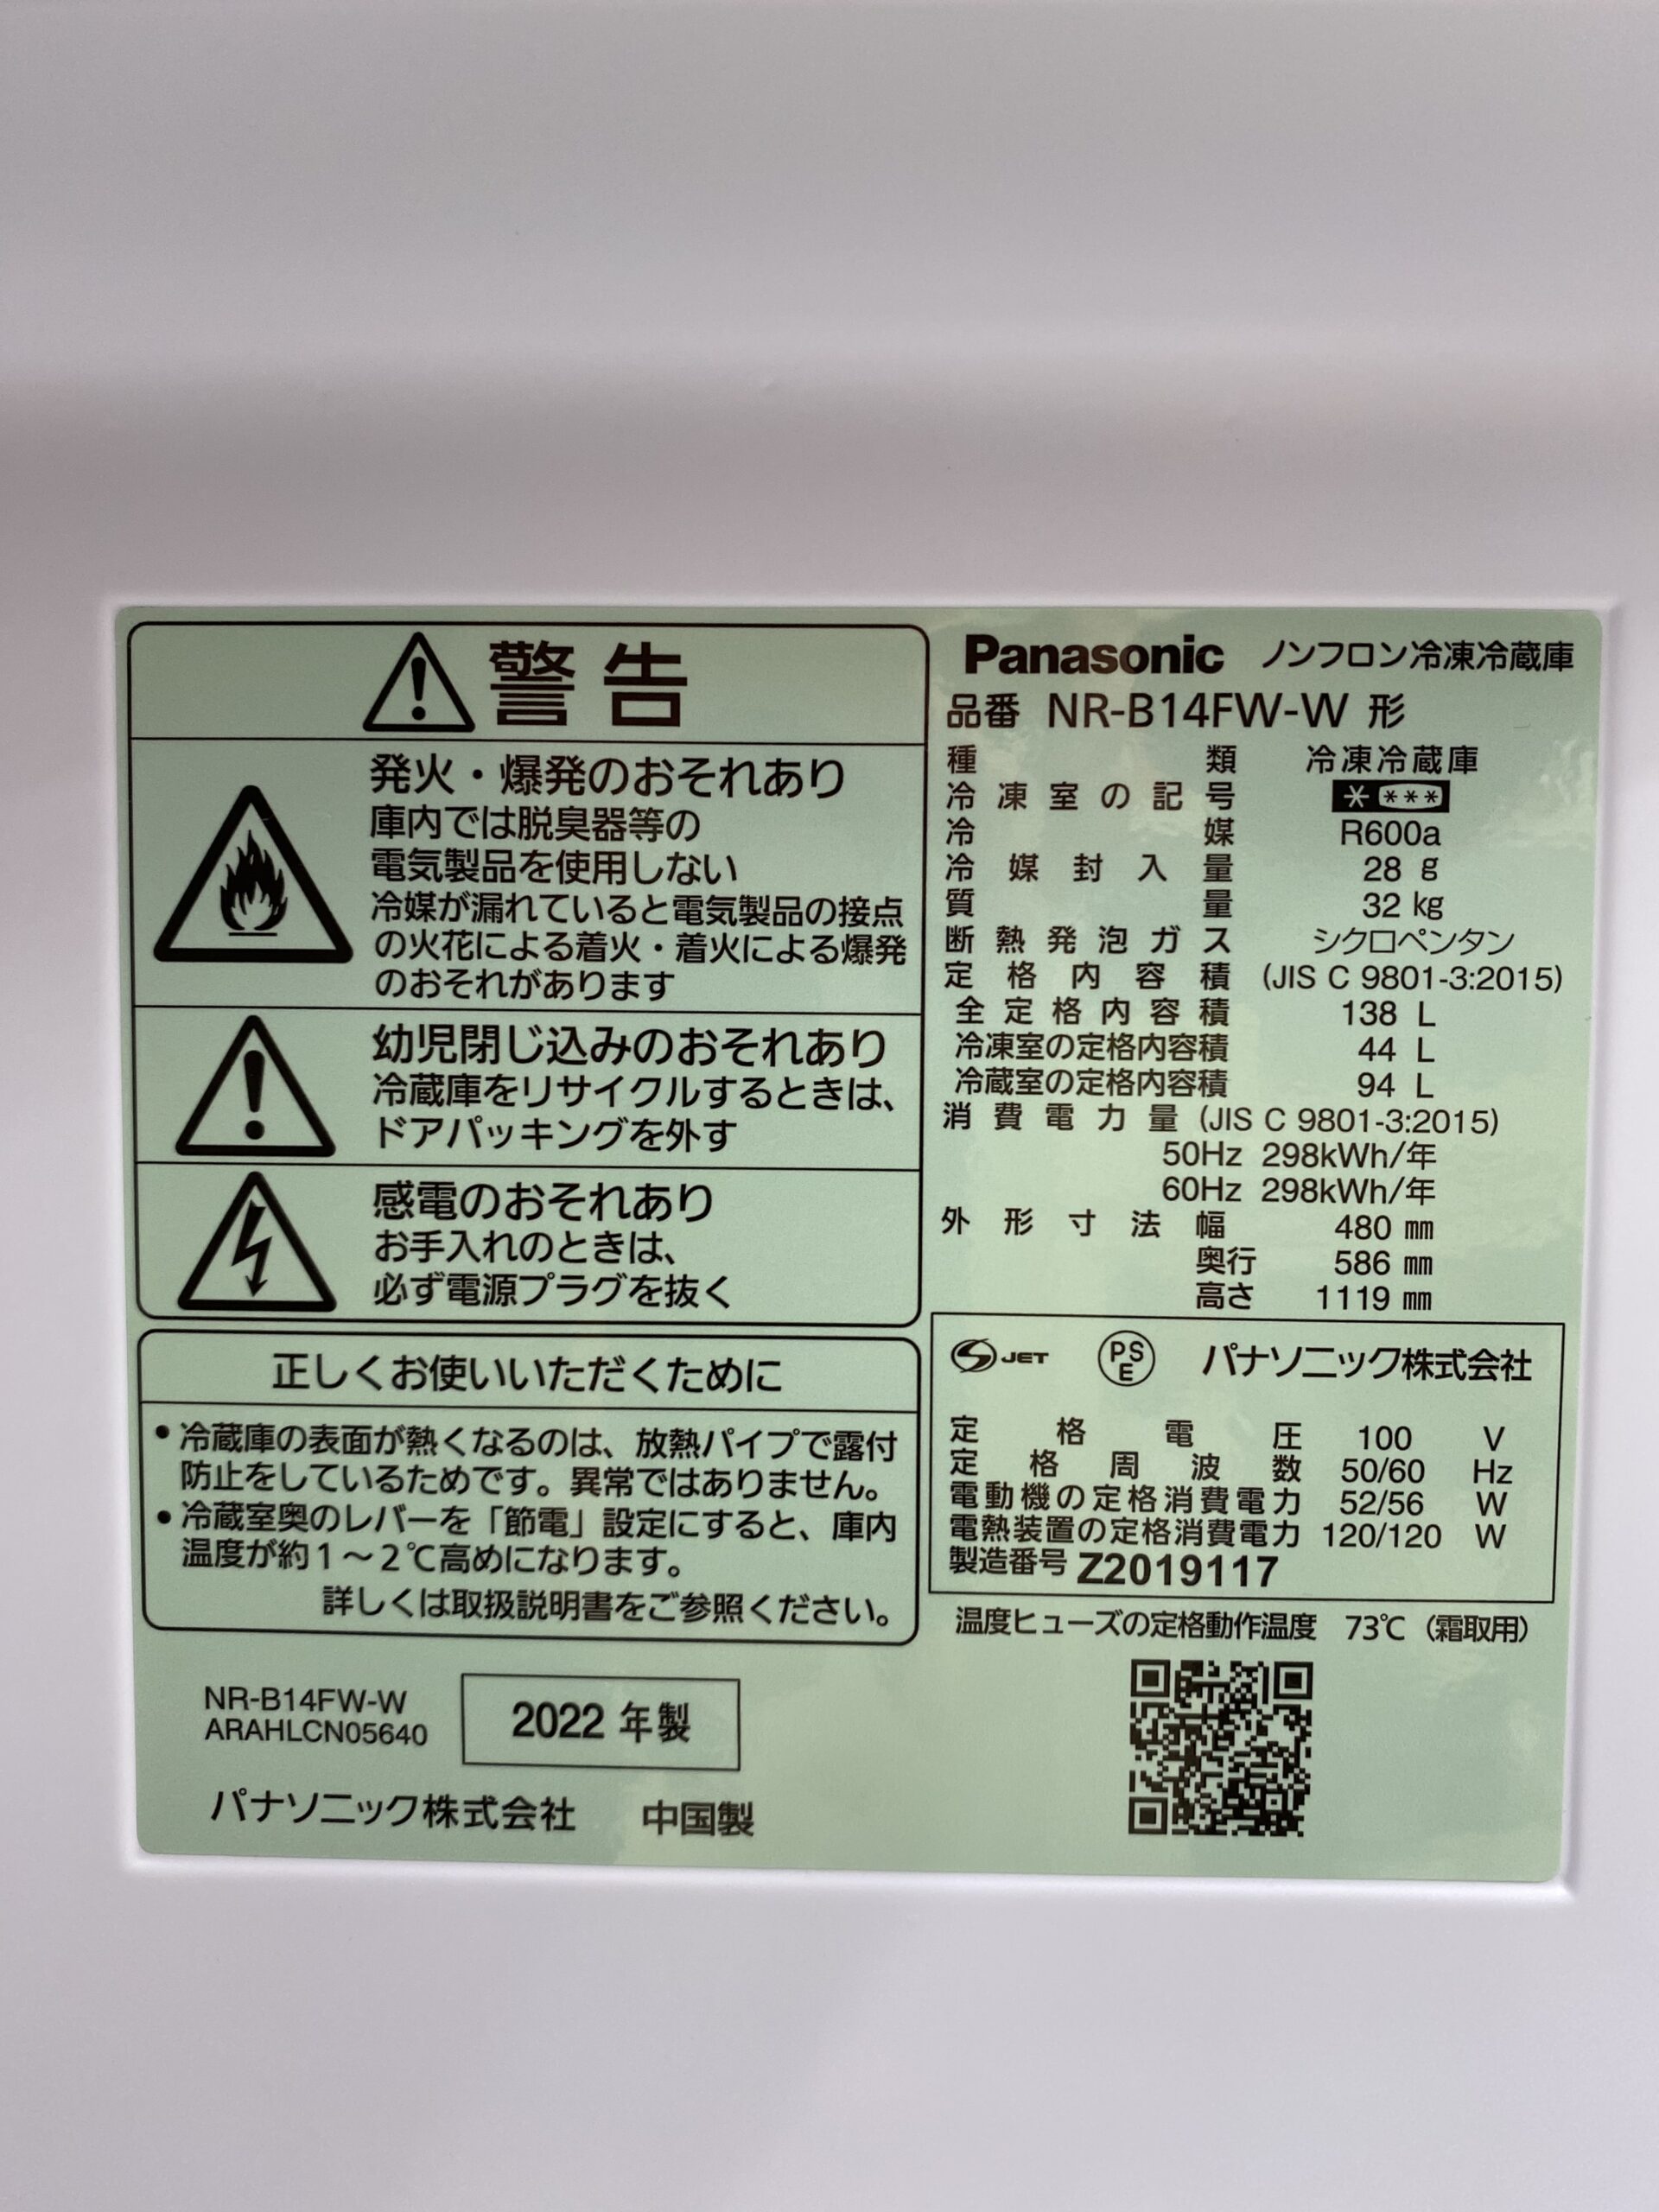 警告
発火・爆発のおそれあり
庫内では脱臭器等の
電気製品を使用しない
冷媒が漏れていると電気製品の接点
の火花による着火・着火による爆発
のおそれがあります
幼児閉じ込みのおそれあり
冷蔵庫をリサイクルするときは、
ドアパッキングを外す
感電のおそれあり
お手入れのときは、
必ず電源プラグを抜く
正しくお使いいただくために
・冷蔵庫の表面が熱くなるのは、放熱パイプで露付
防止をしているためです。異常ではありません。
・冷蔵室奥のレバーを「節電」設定にすると、庫内
温度が約1～2℃高めになります。
詳しくは取扱説明書をご参照ください。
NR-B14FW-W
ARAHLCN05640
2022年製
パナソニック株式会社 中国製
Panasonic ノンフロン冷凍冷蔵庫
品番 NR-B14FW-W 形
種類 冷凍冷蔵庫
冷凍室の記号 * ***
冷媒 R600a
冷媒封入量 28 g
質量 32 kg
断熱発泡ガス シクロペンタン
定格内容積 (JIS C 9801-3:2015)
全定格内容積 138 L
冷凍室の定格内容積 44 L
冷蔵室の定格内容積 94 L
消費電力量 (JIS C 9801-3:2015)
50Hz 298kWh/年
60Hz 298kWh/年
外形寸法 幅 480 mm
奥行 586 mm
高さ 1119 mm
JET PSE パナソニック株式会社
定格電圧 100 V
定格周波数 50/60 Hz
電動機の定格消費電力 52/56 W
電熱装置の定格消費電力 120/120 W
製造番号 Z2019117
温度ヒューズの定格動作温度 73℃（霜取用）